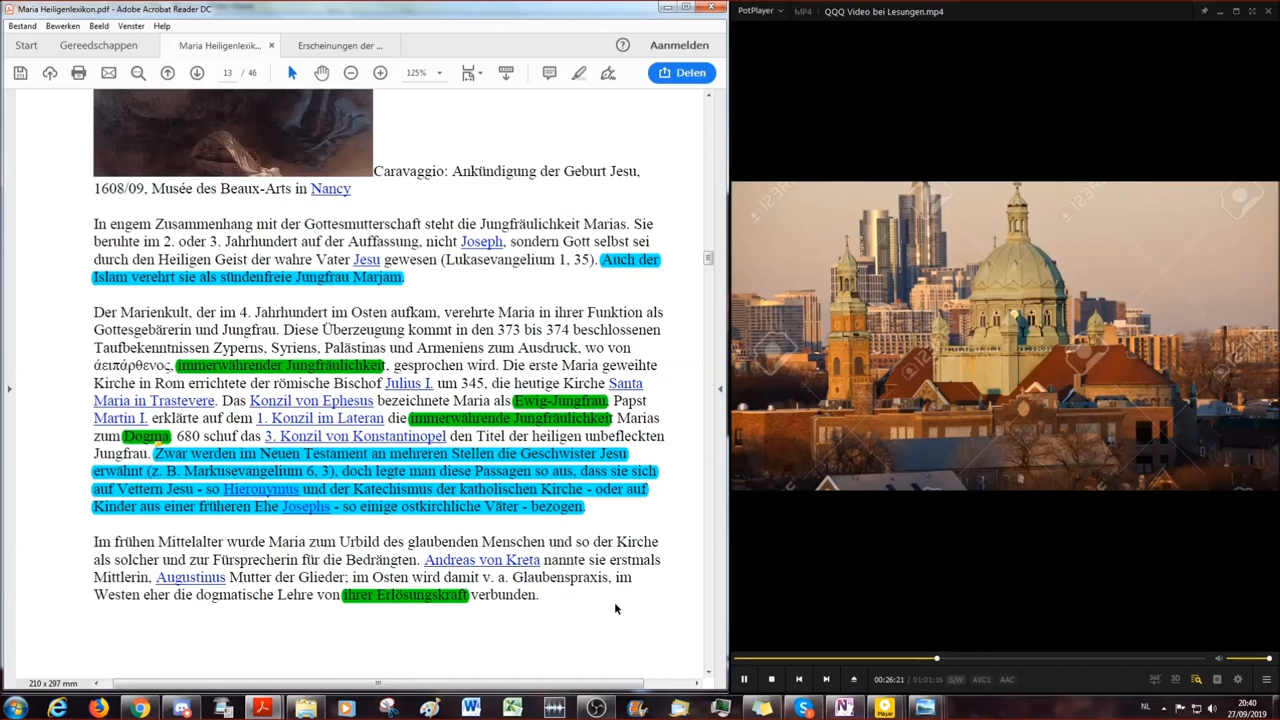 Maria Heiligenlexikon.pdf - Adobe Acrobat Reader DC
Bestand Bewerken Beeld Venster Help
Start Gereedschappen Maria Heiligenlexik... × Erscheinungen der ... Aanmelden
13 / 46 125% Delen
Caravaggio: Ankündigung der Geburt Jesu,
1608/09, Musée des Beaux-Arts in Nancy
In engem Zusammenhang mit der Gottesmutterschaft steht die Jungfräulichkeit Marias. Sie
beruhte im 2. oder 3. Jahrhundert auf der Auffassung, nicht Joseph, sondern Gott selbst sei
durch den Heiligen Geist der wahre Vater Jesu gewesen (Lukasevangelium 1, 35). Auch der
Islam verehrt sie als sündenfreie Jungfrau Marjam.
Der Marienkult, der im 4. Jahrhundert im Osten aufkam, verehrte Maria in ihrer Funktion als
Gottesgebärerin und Jungfrau. Diese Überzeugung kommt in den 373 bis 374 beschlossenen
Taufbekenntnissen Zyperns, Syriens, Palästinas und Armeniens zum Ausdruck, wo von
άειπάρθενος, immerwährender Jungfräulichkeit, gesprochen wird. Die erste Maria geweihte
Kirche in Rom errichtete der römische Bischof Julius I. um 345, die heutige Kirche Santa
Maria in Trastevere. Das Konzil von Ephesus bezeichnete Maria als Ewig-Jungfrau, Papst
Martin I. erklärte auf dem 1. Konzil im Lateran die immerwährende Jungfräulichkeit Marias
zum Dogma, 680 schuf das 3. Konzil von Konstantinopel den Titel der heiligen unbefleckten
Jungfrau. Zwar werden im Neuen Testament an mehreren Stellen die Geschwister Jesu
erwähnt (z. B. Markusevangelium 6, 3), doch legte man diese Passagen so aus, dass sie sich
auf Vettern Jesu - so Hieronymus und der Katechismus der katholischen Kirche - oder auf
Kinder aus einer früheren Ehe Josephs - so einige ostkirchliche Väter - bezogen.
Im frühen Mittelalter wurde Maria zum Urbild des glaubenden Menschen und so der Kirche
als solcher und zur Fürsprecherin für die Bedrängten. Andreas von Kreta nannte sie erstmals
Mittlerin, Augustinus Mutter der Glieder; im Osten wird damit v. a. Glaubenspraxis, im
Westen eher die dogmatische Lehre von ihrer Erlösungskraft verbunden.
210 x 297 mm
PotPlayer MP4 QQQ Video bei Lesungen.mp4
123RF
00:26:21 / 01:01:16 S/W AVC1 AAC
360° 3D
NL 20:40
27/09/2019